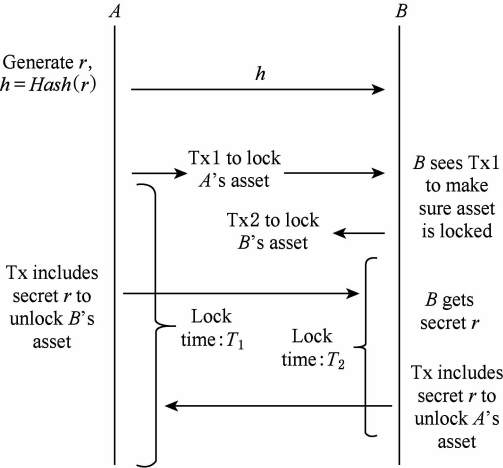 A
B
Generate r,
h = Hash(r)
h
Tx1 to lock
A's asset
B sees Tx1
to make
sure asset
is locked
Tx2 to lock
B's asset
Tx includes
secret r to
unlock B's
asset
Lock
time: T1
Lock
time: T2
B gets
secret r
Tx includes
secret r to
unlock A's
asset